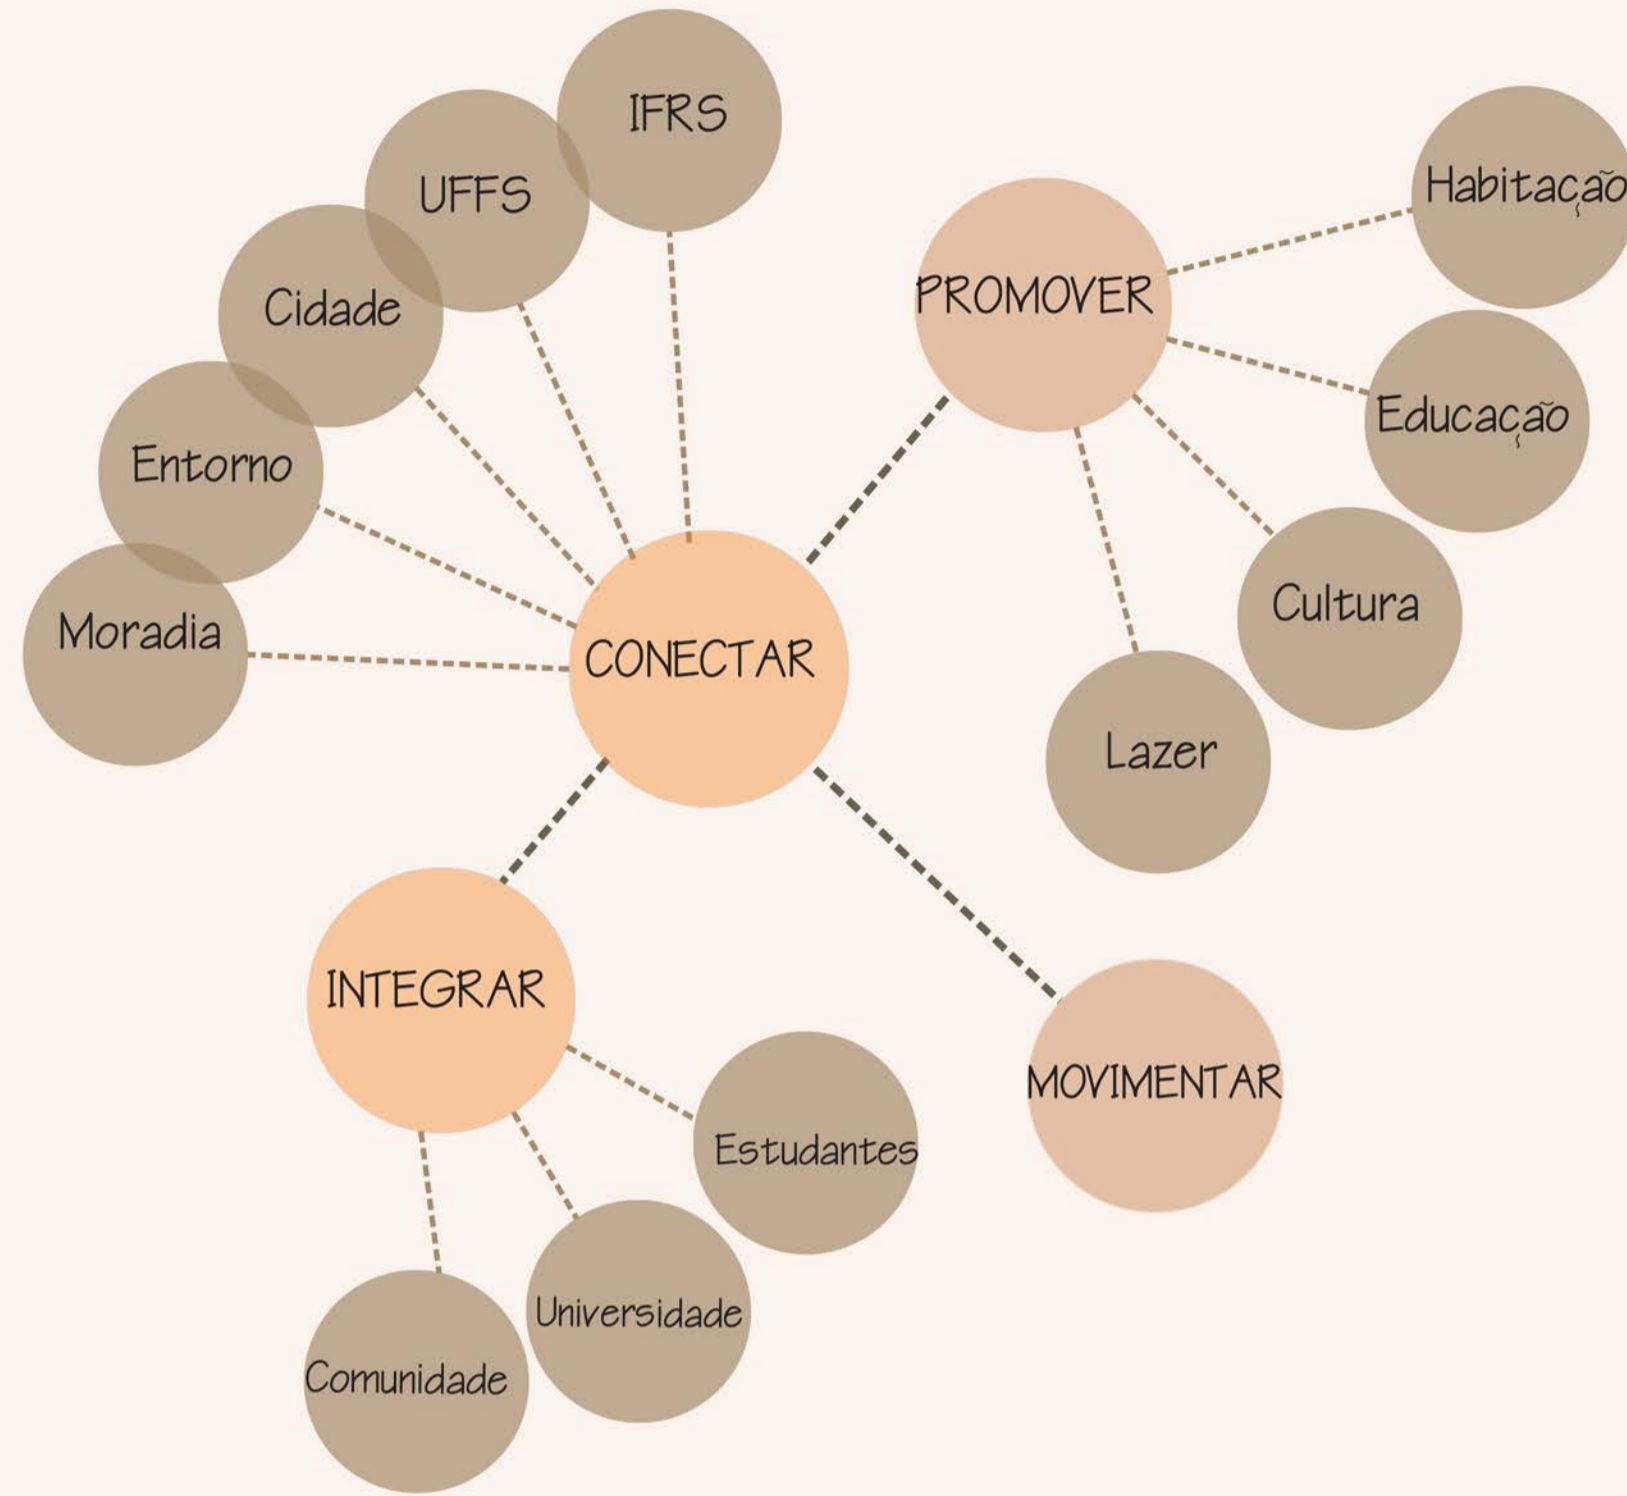 IFRS
UFFS
Cidade
Entorno
Moradia
CONECTAR
PROMOVER
Habitação
Educação
Cultura
Lazer
INTEGRAR
MOVIMENTAR
Estudantes
Universidade
Comunidade